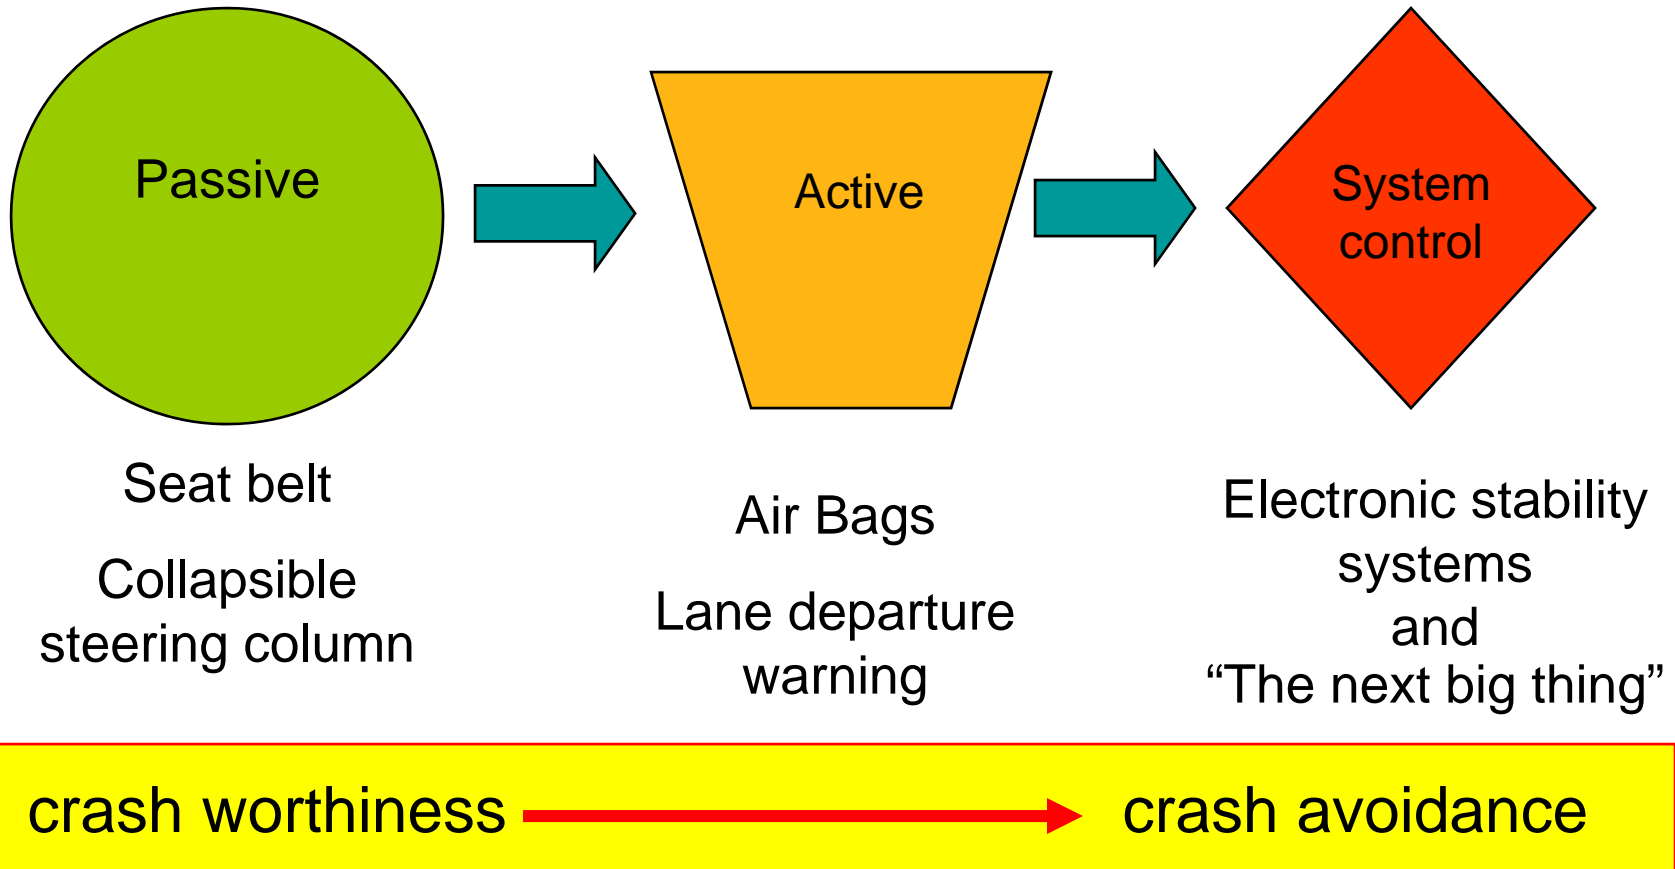 Passive
Active
System
control
Seat belt
Collapsible
steering column
Air Bags
Lane departure
warning
Electronic stability
systems
and
“The next big thing”
crash worthiness
crash avoidance